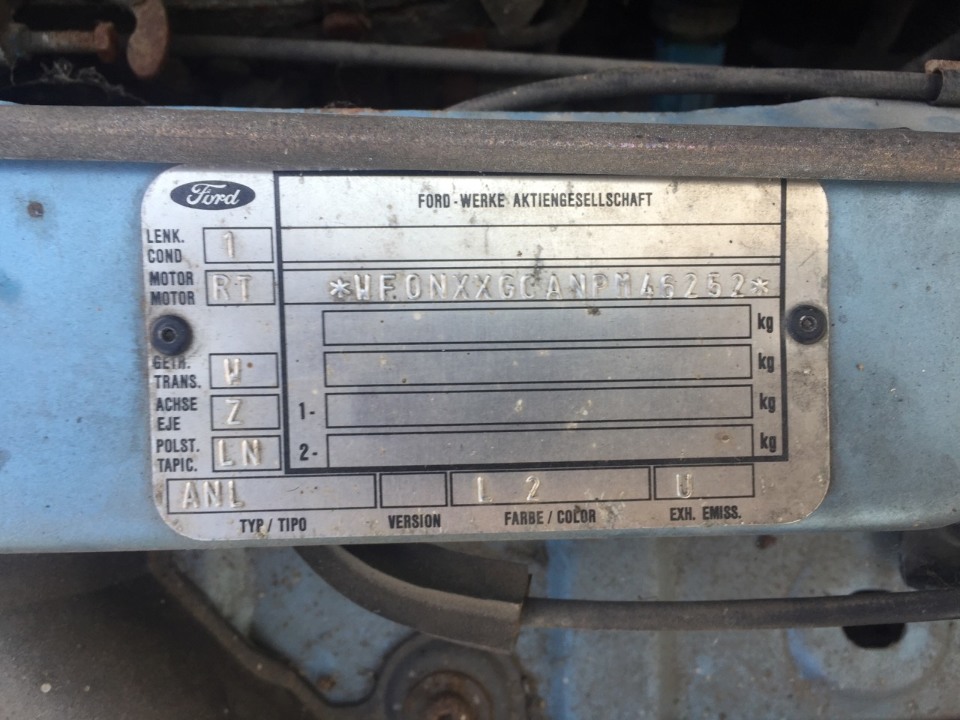 Ford
FORD-WERKE AKTIENGESELLSCHAFT
LENK.
COND
1
MOTOR
MOTOR
RT
*WF0NXXGCANPM46252*
kg
GETR.
TRANS.
W
kg
ACHSE
EJE
Z
1-
kg
POLST.
TAPIC.
LN
2-
kg
ANL
L 2
U
TYP / TIPO
VERSION
FARBE / COLOR
EXH. EMISS.